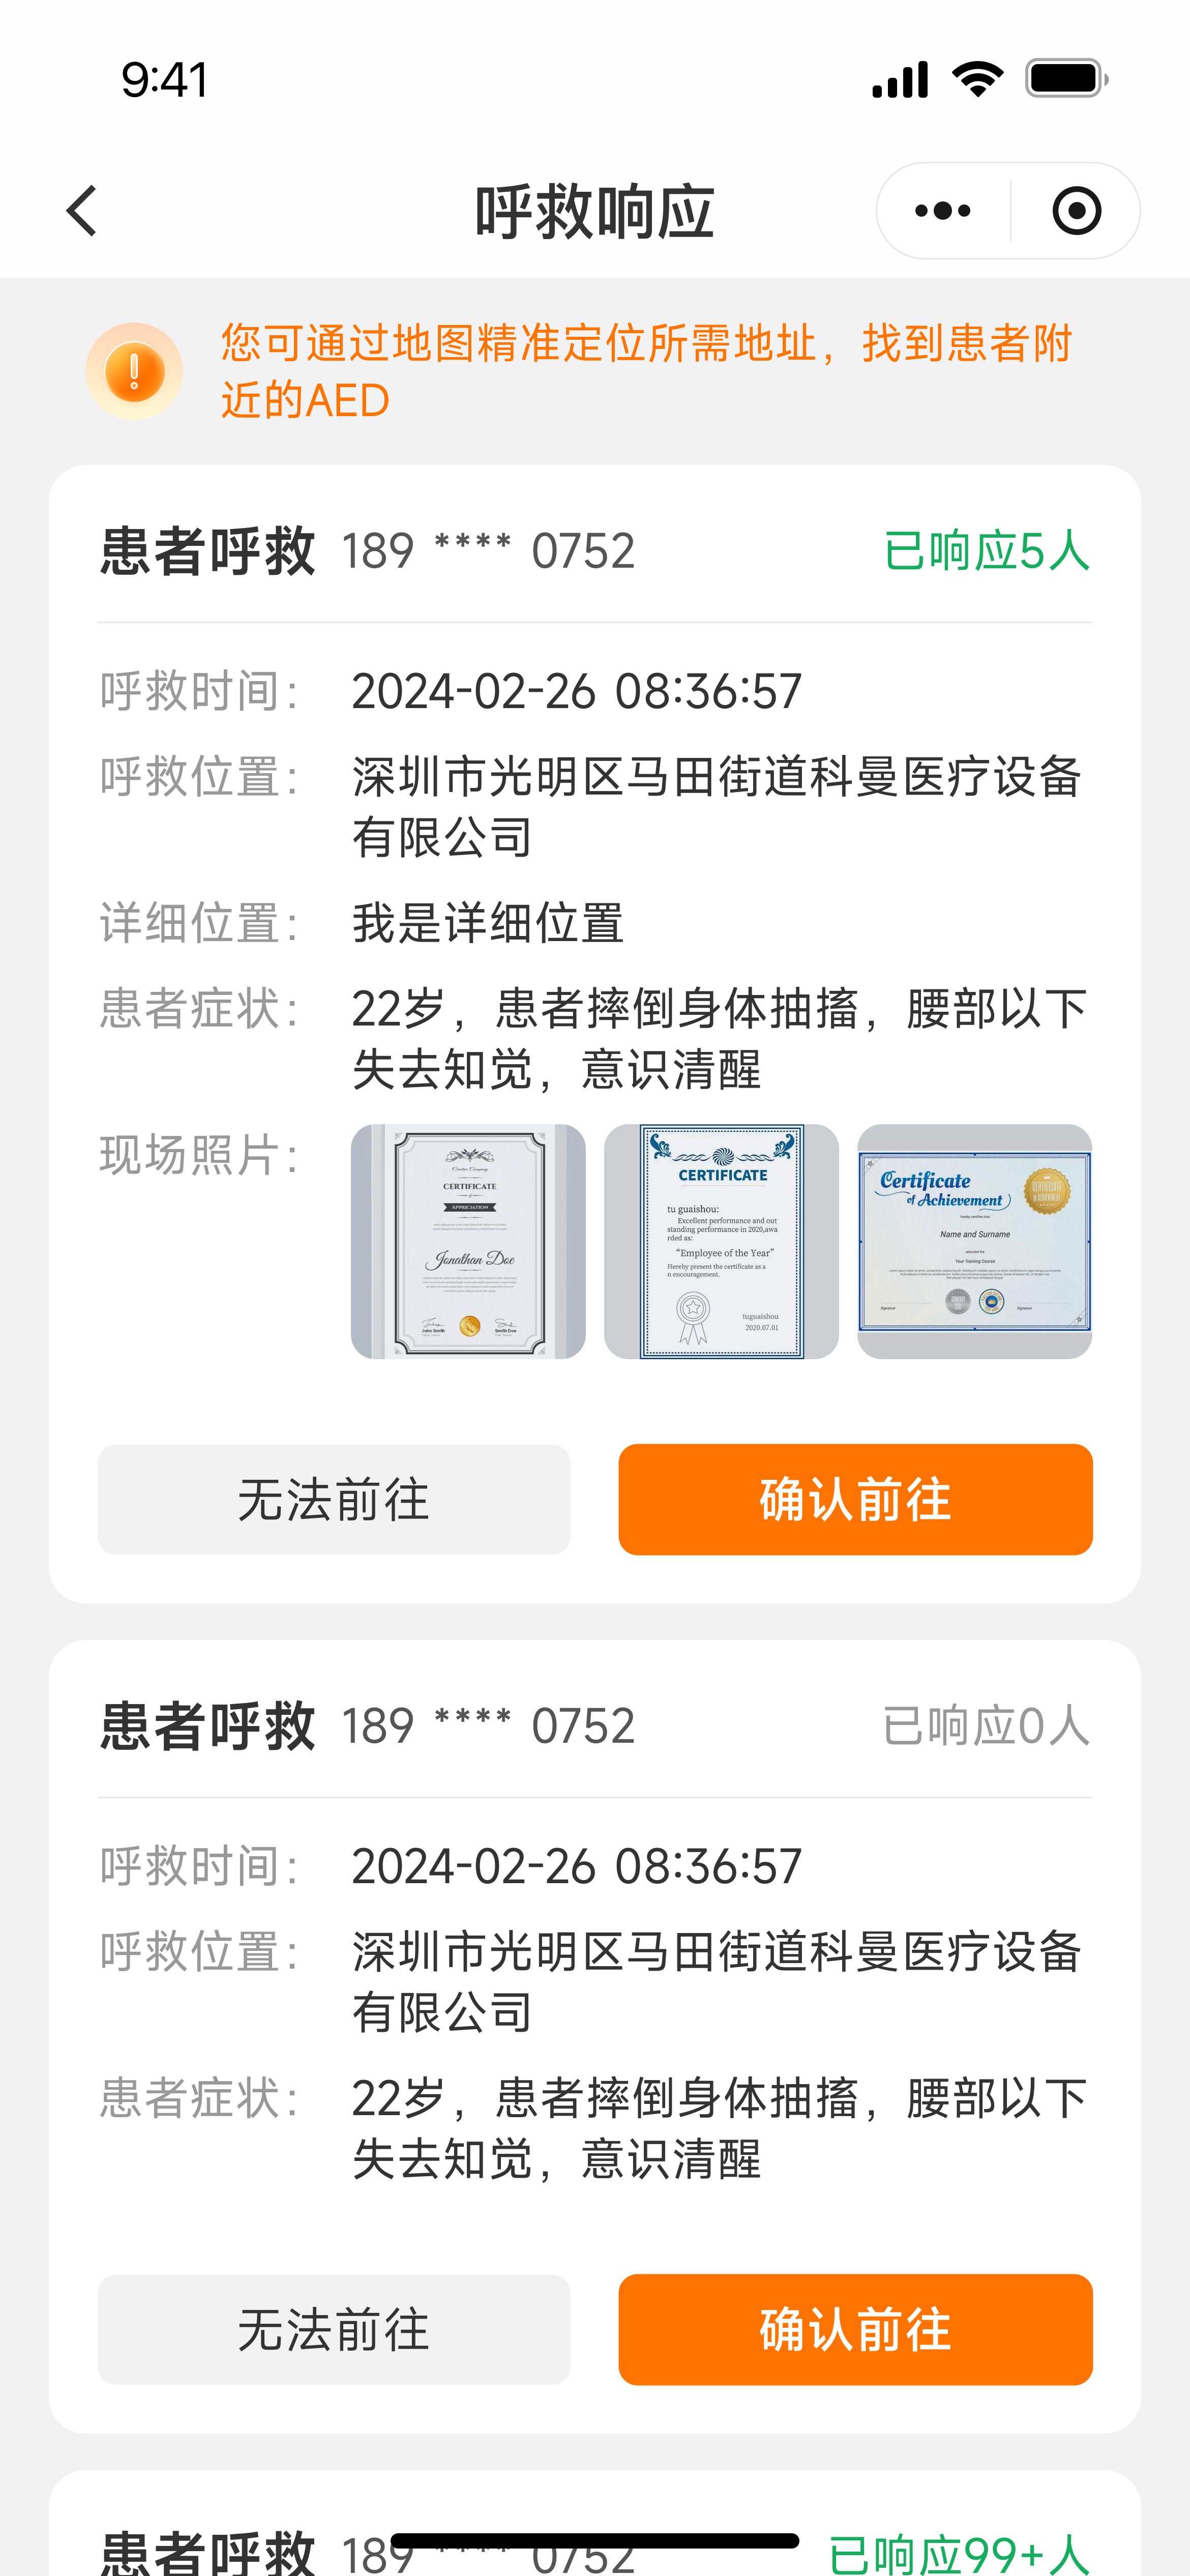 9:41
呼救响应
您可通过地图精准定位所需地址，找到患者附
近的AED
患者呼救 189 **** 0752 已响应5人
呼救时间： 2024-02-26 08:36:57
呼救位置： 深圳市光明区马田街道科曼医疗设备
有限公司
详细位置： 我是详细位置
患者症状： 22岁，患者摔倒身体抽搐，腰部以下
失去知觉，意识清醒
现场照片：
CERTIFICATE
APPRECIATION
Jonathan Doe
John Smith
Smith Doe
CERTIFICATE
tu guaishou:
Excellent performance and out
standing performance in 2020,awa
rded as:
“Employee of the Year”
Hereby present the certificate as a
n encouragement.
tuguaishou
2020.07.01
Certificate
of Achievement
Name and Surname
Your Training Course
无法前往 确认前往
患者呼救 189 **** 0752 已响应0人
呼救时间： 2024-02-26 08:36:57
呼救位置： 深圳市光明区马田街道科曼医疗设备
有限公司
患者症状： 22岁，患者摔倒身体抽搐，腰部以下
失去知觉，意识清醒
无法前往 确认前往
患者呼救 189 **** 0752 已响应99+人